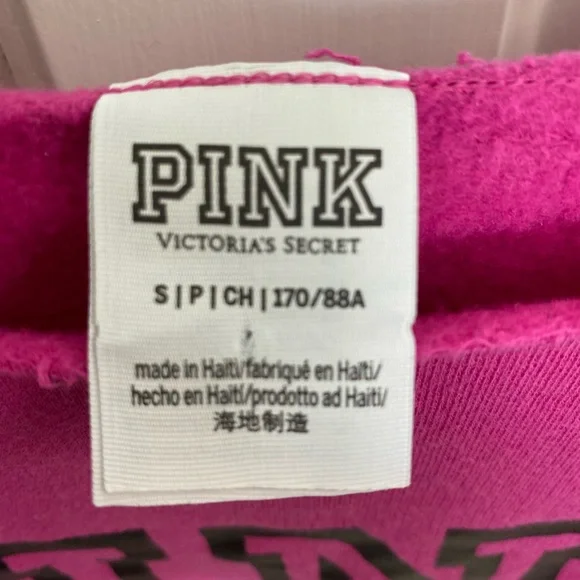 PINK
VICTORIA'S SECRET
S | P | CH | 170/88A
made in Haiti/fabriqué en Haïti/
hecho en Haití/prodotto ad Haiti/
海地制造